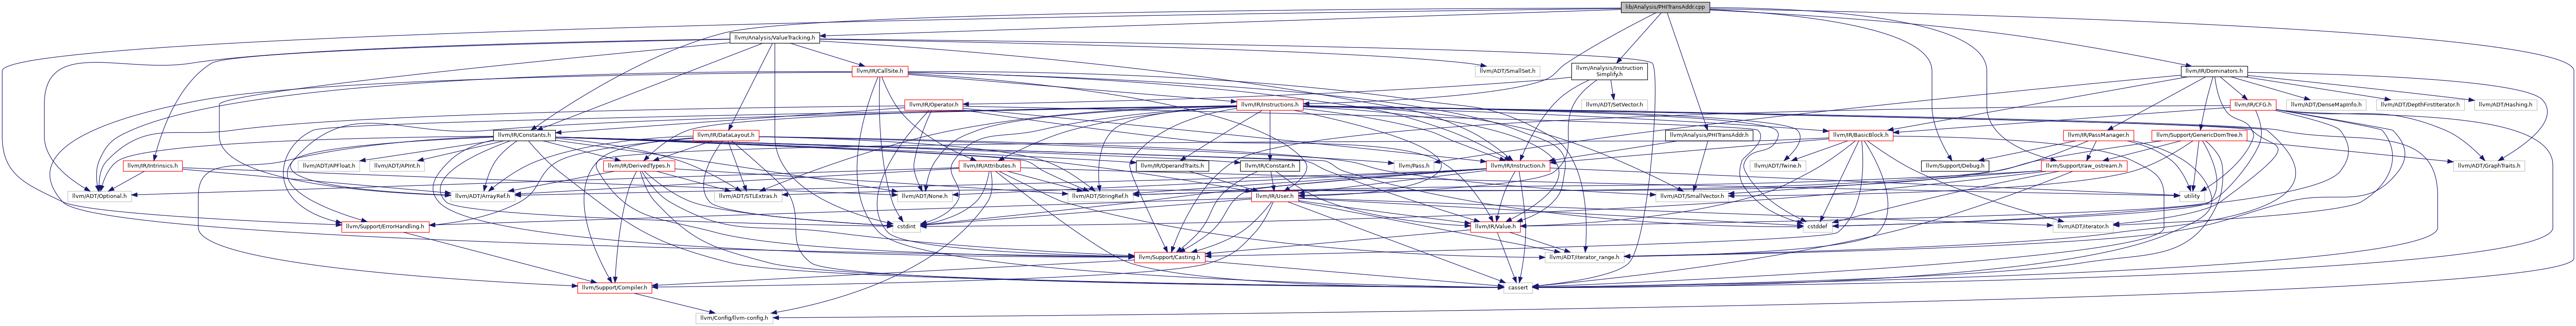 lib/Analysis/PHITransAddr.cpp
llvm/Analysis/ValueTracking.h
llvm/IR/CallSite.h
llvm/ADT/SmallSet.h
llvm/Analysis/Instruction
Simplify.h
llvm/IR/Dominators.h
llvm/IR/Operator.h
llvm/IR/Instructions.h
llvm/ADT/SetVector.h
llvm/IR/CFG.h
llvm/ADT/DenseMapInfo.h
llvm/ADT/DepthFirstIterator.h
llvm/ADT/Hashing.h
llvm/IR/Constants.h
llvm/IR/DataLayout.h
llvm/Analysis/PHITransAddr.h
llvm/IR/BasicBlock.h
llvm/IR/PassManager.h
llvm/Support/GenericDomTree.h
llvm/IR/Intrinsics.h
llvm/ADT/APFloat.h
llvm/ADT/APInt.h
llvm/IR/DerivedTypes.h
llvm/IR/Attributes.h
llvm/IR/OperandTraits.h
llvm/IR/Constant.h
llvm/Pass.h
llvm/IR/Instruction.h
llvm/ADT/Twine.h
llvm/Support/Debug.h
llvm/Support/raw_ostream.h
llvm/ADT/GraphTraits.h
llvm/ADT/Optional.h
llvm/ADT/ArrayRef.h
llvm/ADT/STLExtras.h
llvm/ADT/None.h
llvm/ADT/StringRef.h
llvm/IR/User.h
llvm/ADT/SmallVector.h
utility
llvm/Support/ErrorHandling.h
cstdint
llvm/IR/Value.h
cstddef
llvm/ADT/iterator.h
llvm/Support/Casting.h
llvm/ADT/iterator_range.h
llvm/Support/Compiler.h
cassert
llvm/Config/llvm-config.h